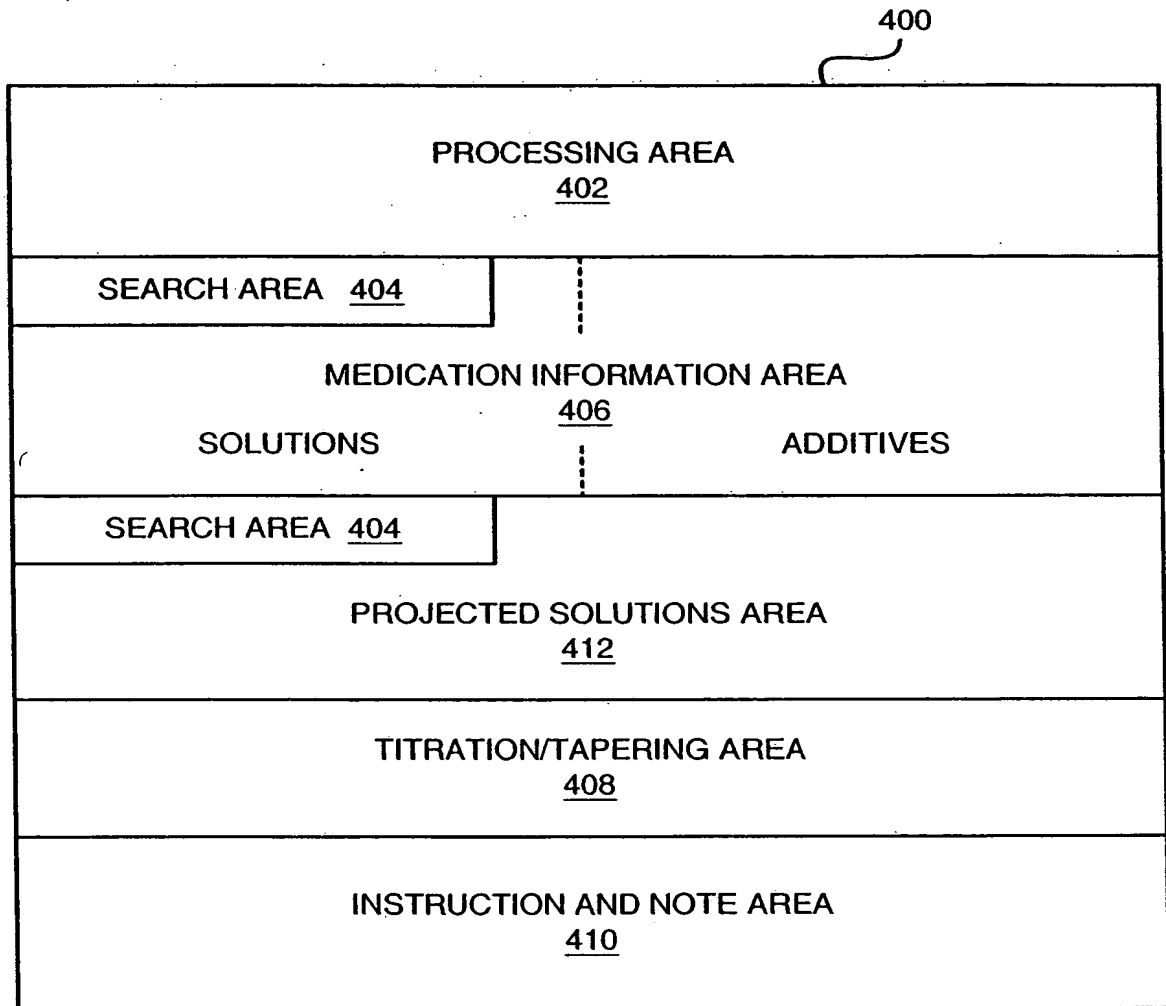 400
PROCESSING AREA
402
SEARCH AREA 404
MEDICATION INFORMATION AREA
406
SOLUTIONS ADDITIVES
SEARCH AREA 404
PROJECTED SOLUTIONS AREA
412
TITRATION/TAPERING AREA
408
INSTRUCTION AND NOTE AREA
410